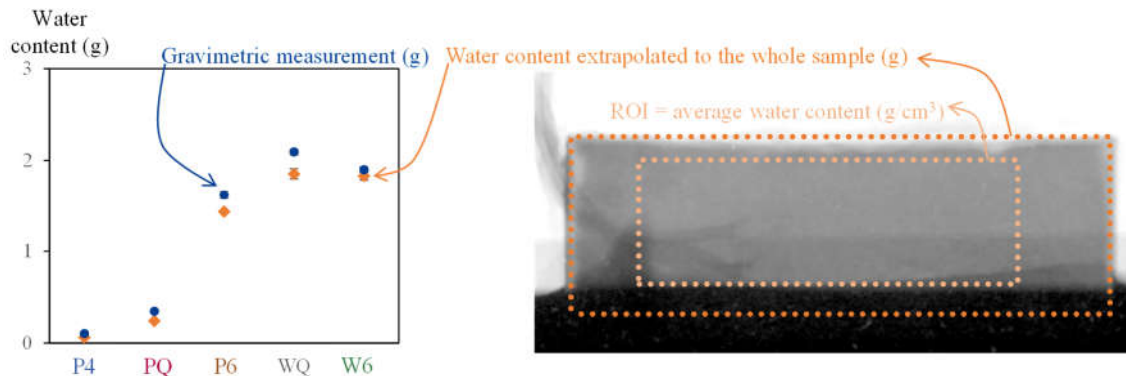 Water
content (g)
3
2
1
0
P4 PQ P6 WQ W6
Gravimetric measurement (g)
Water content extrapolated to the whole sample (g)
ROI = average water content (g/cm³)